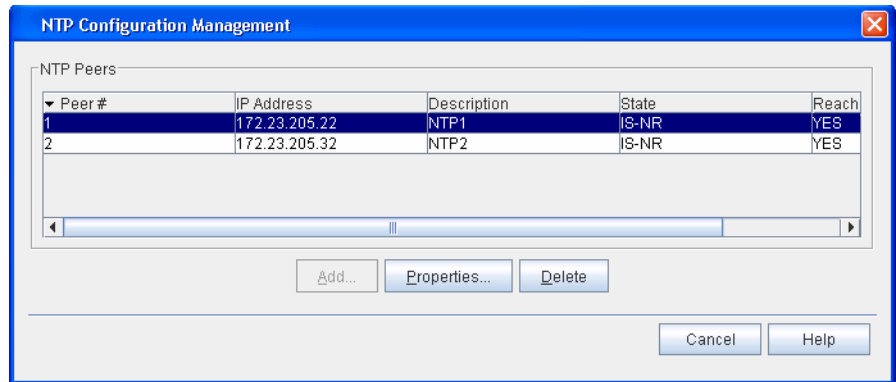 NTP Configuration Management
NTP Peers
Peer # IP Address Description State Reach
1 172.23.205.22 NTP1 IS-NR YES
2 172.23.205.32 NTP2 IS-NR YES
Add... Properties... Delete
Cancel Help